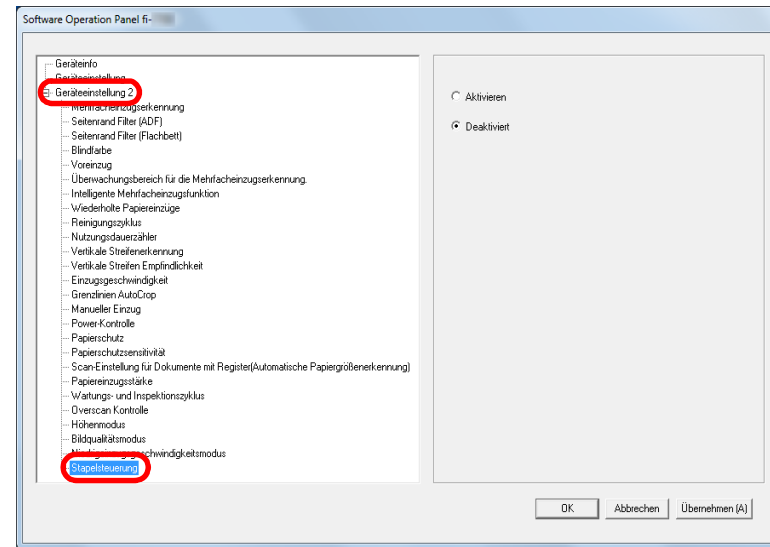 Software Operation Panel fi-
Geräteinfo
Geräteeinstellung
Geräteeinstellung 2
Mehrfacheinzugserkennung
Seitenrand Filter (ADF)
Seitenrand Filter (Flachbett)
Blindfarbe
Voreinzug
Überwachungsbereich für die Mehrfacheinzugserkennung.
Intelligente Mehrfacheinzugsfunktion
Wiederholte Papiereinzüge
Reinigungszyklus
Nutzungsdauerzähler
Vertikale Streifenerkennung
Vertikale Streifen Empfindlichkeit
Einzugsgeschwindigkeit
Grenzlinien AutoCrop
Manueller Einzug
Power-Kontrolle
Papierschutz
Papierschutzsensitivität
Scan-Einstellung für Dokumente mit Register(Automatische Papiergrößenerkennung)
Papiereinzugsstärke
Wartungs- und Inspektionszyklus
Overscan Kontrolle
Höhenmodus
Bildqualitätsmodus
Stapelsteuerung
Aktivieren
Deaktiviert
OK
Abbrechen
Übernehmen (A)